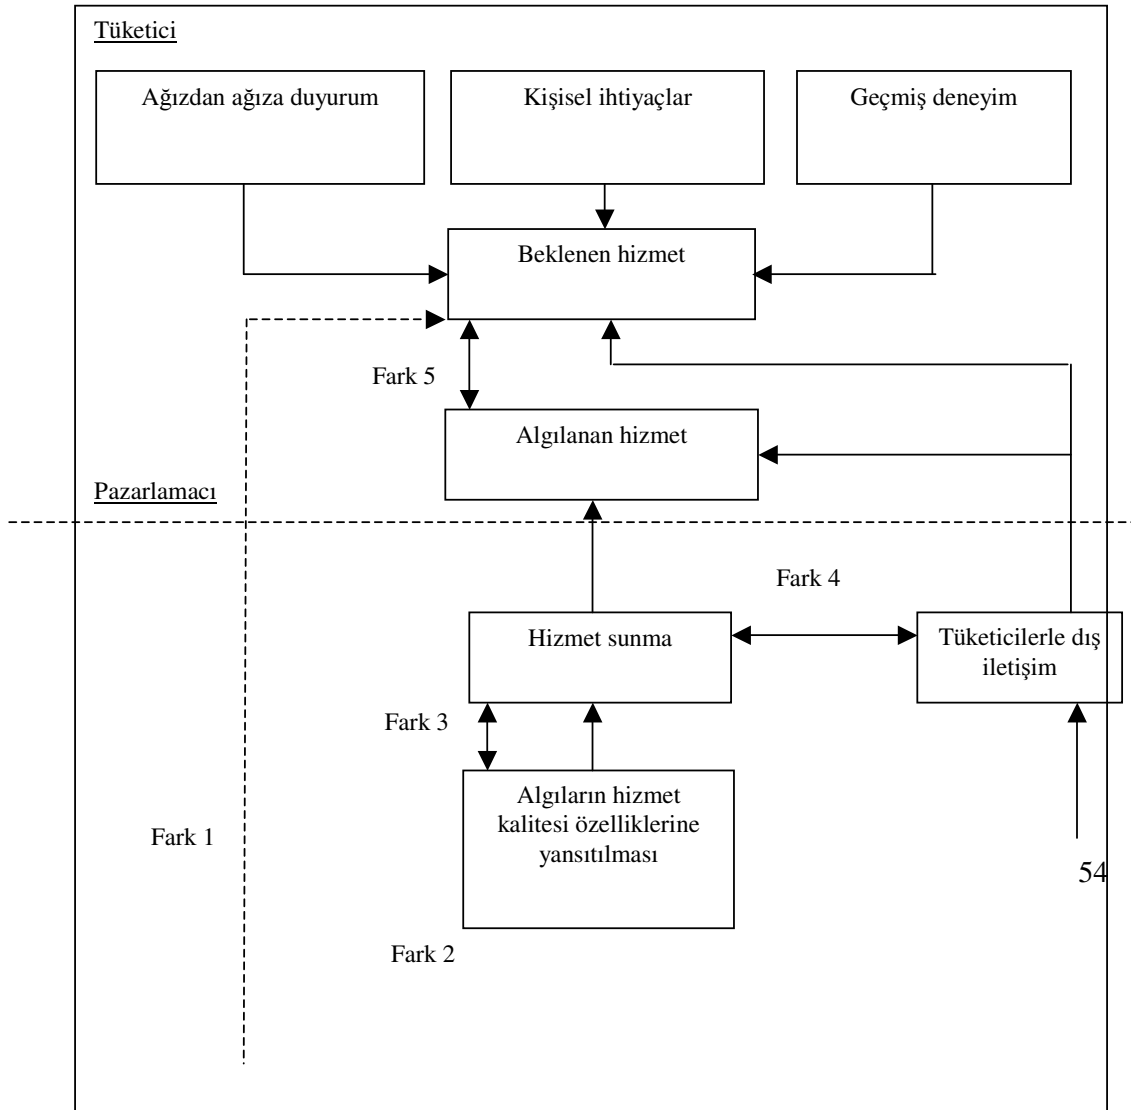 Tüketici
Ağızdan ağıza duyurum
Kişisel ihtiyaçlar
Geçmiş deneyim
Beklenen hizmet
Fark 5
Algılanan hizmet
Pazarlamacı
Fark 4
Hizmet sunma
Tüketicilerle dış
iletişim
Fark 3
Algıların hizmet
kalitesi özelliklerine
yansıtılması
Fark 1
54
Fark 2